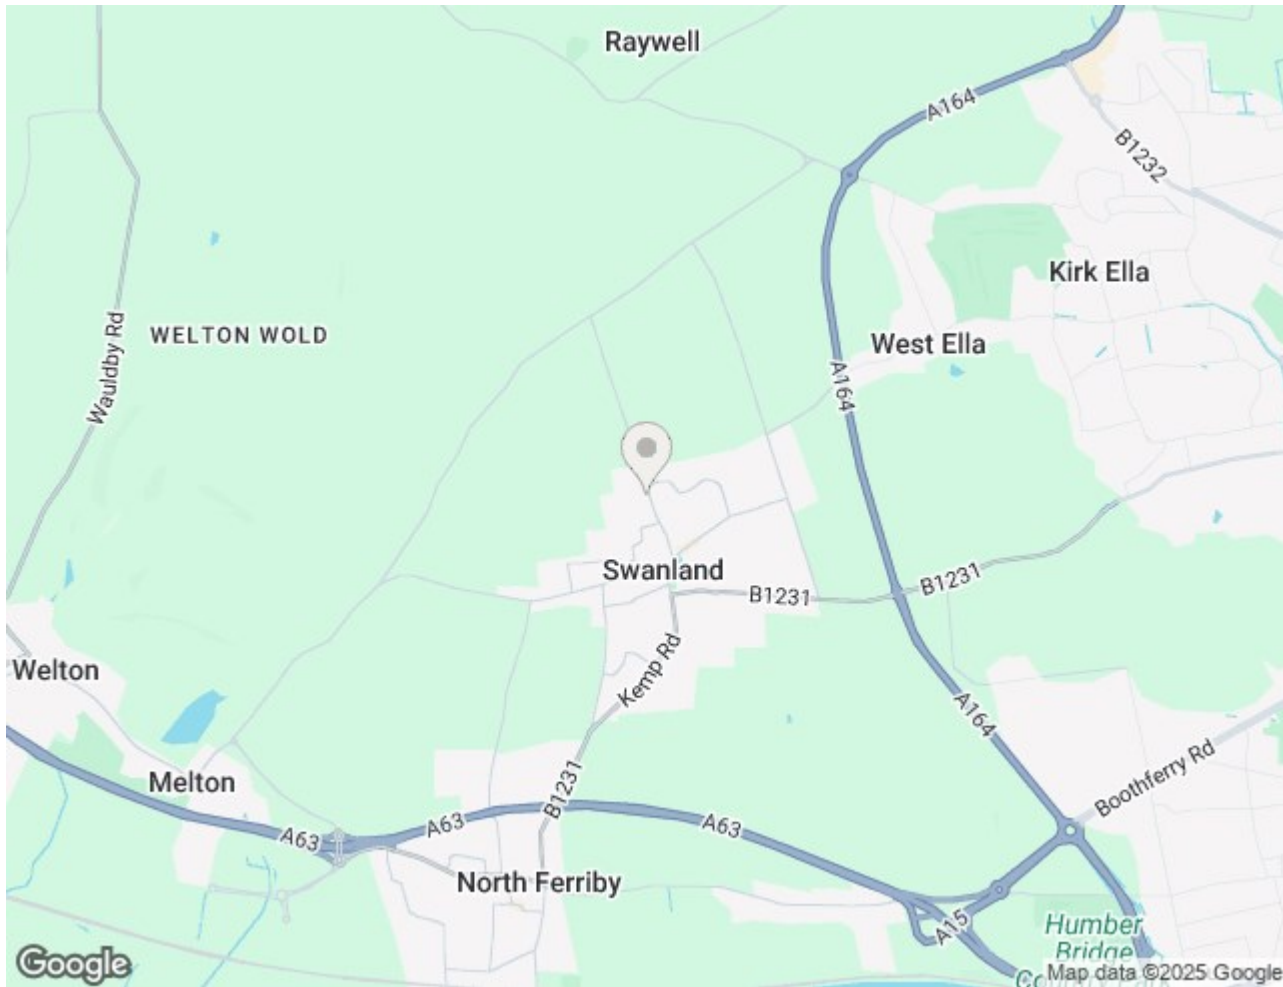 Raywell
A164
B1232
Kirk Ella
WELTON WOLD
Wauldby Rd
West Ella
A164
Swanland
B1231
B1231
Welton
Kemp Rd
A164
Melton
B1231
Boothferry Rd
A63
A63
A63
North Ferriby
A15
Humber
Bridge
Google
Map data ©2025 Google